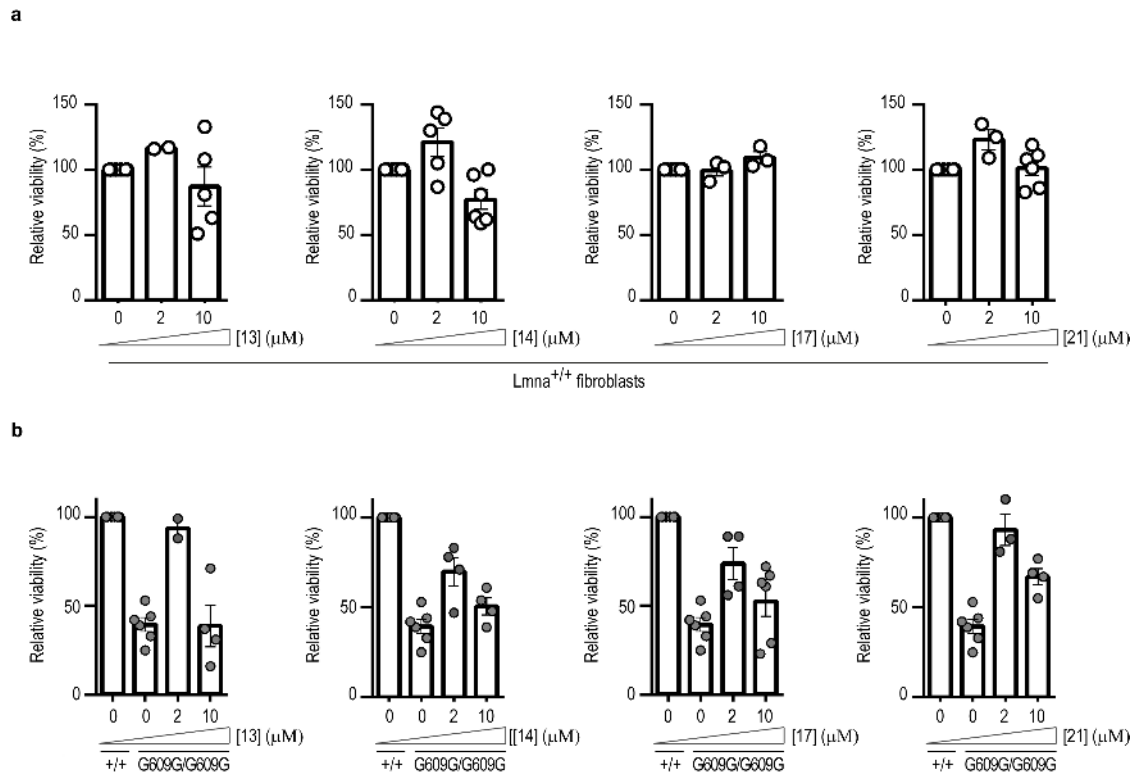 a
150
100
50
0
Relative viability (%)
0 2 10
[13] (μM)
150
100
50
0
Relative viability (%)
0 2 10
[14] (μM)
150
100
50
0
Relative viability (%)
0 2 10
[17] (μM)
150
100
50
0
Relative viability (%)
0 2 10
[21] (μM)
Lmna+/+ fibroblasts
b
100
50
0
Relative viability (%)
0 0 2 10
[13] (μM)
+/+ G609G/G609G
100
50
0
Relative viability (%)
0 0 2 10
[[14] (μM)
+/+ G609G/G609G
100
50
0
Relative viability (%)
0 0 2 10
[17] (μM)
+/+ G609G/G609G
100
50
0
Relative viability (%)
0 0 2 10
[21] (μM)
+/+ G609G/G609G